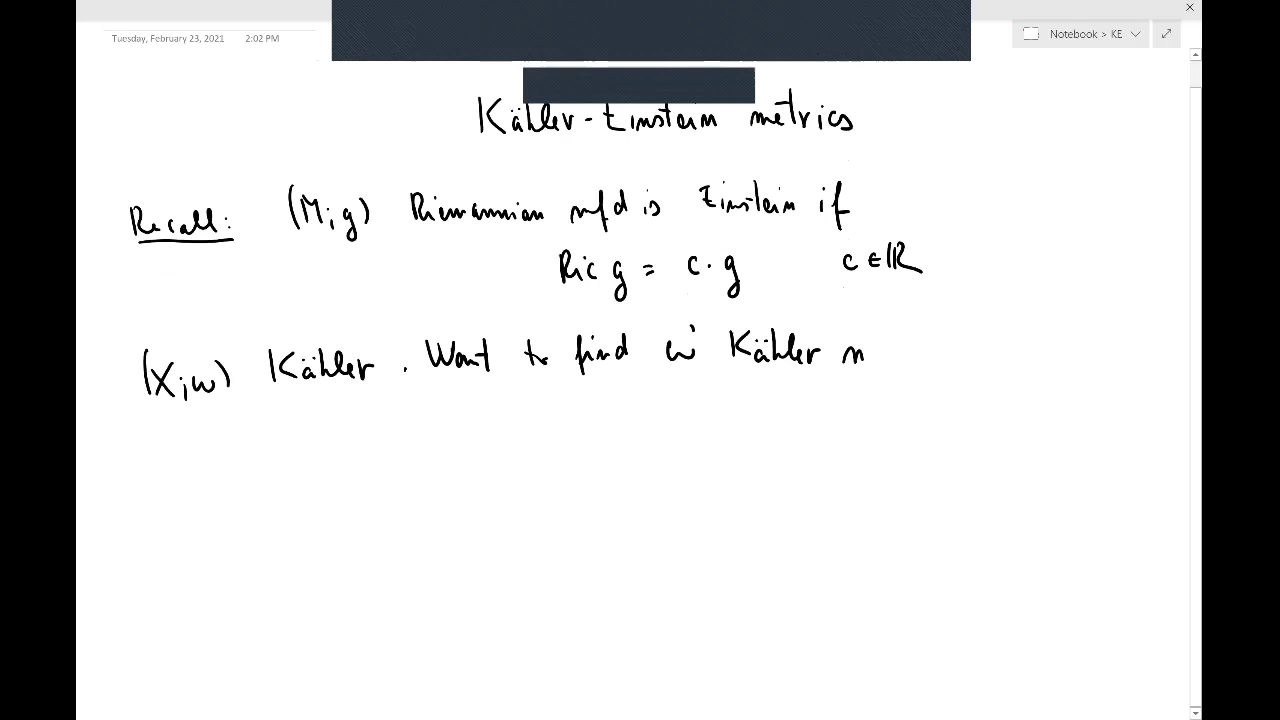 Tuesday, February 23, 2021 2:02 PM
Notebook > KE
Kähler-Einstein metrics
Recall: (M, g) Riemannian mfd is Einstein if
Ric g = c · g c ∈ ℝ
(X, ω) Kähler. Want to find ω' Kähler m